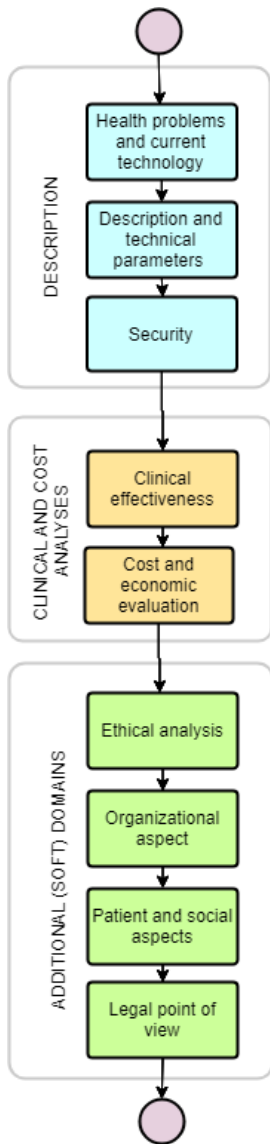 DESCRIPTION
Health problems
and current
technology
Description and
technical
parameters
Security
CLINICAL AND COST
ANALYSES
Clinical
effectiveness
Cost and
economic
evaluation
ADDITIONAL (SOFT) DOMAINS
Ethical analysis
Organizational
aspect
Patient and social
aspects
Legal point of
view